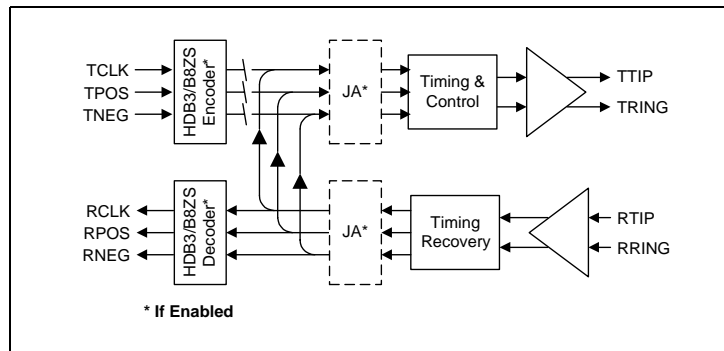 TCLK
TPOS
TNEG
HDB3/B8ZS
Encoder*
JA*
Timing &
Control
TTIP
TRING
RCLK
RPOS
RNEG
HDB3/B8ZS
Decoder*
JA*
Timing
Recovery
RTIP
RRING
* If Enabled